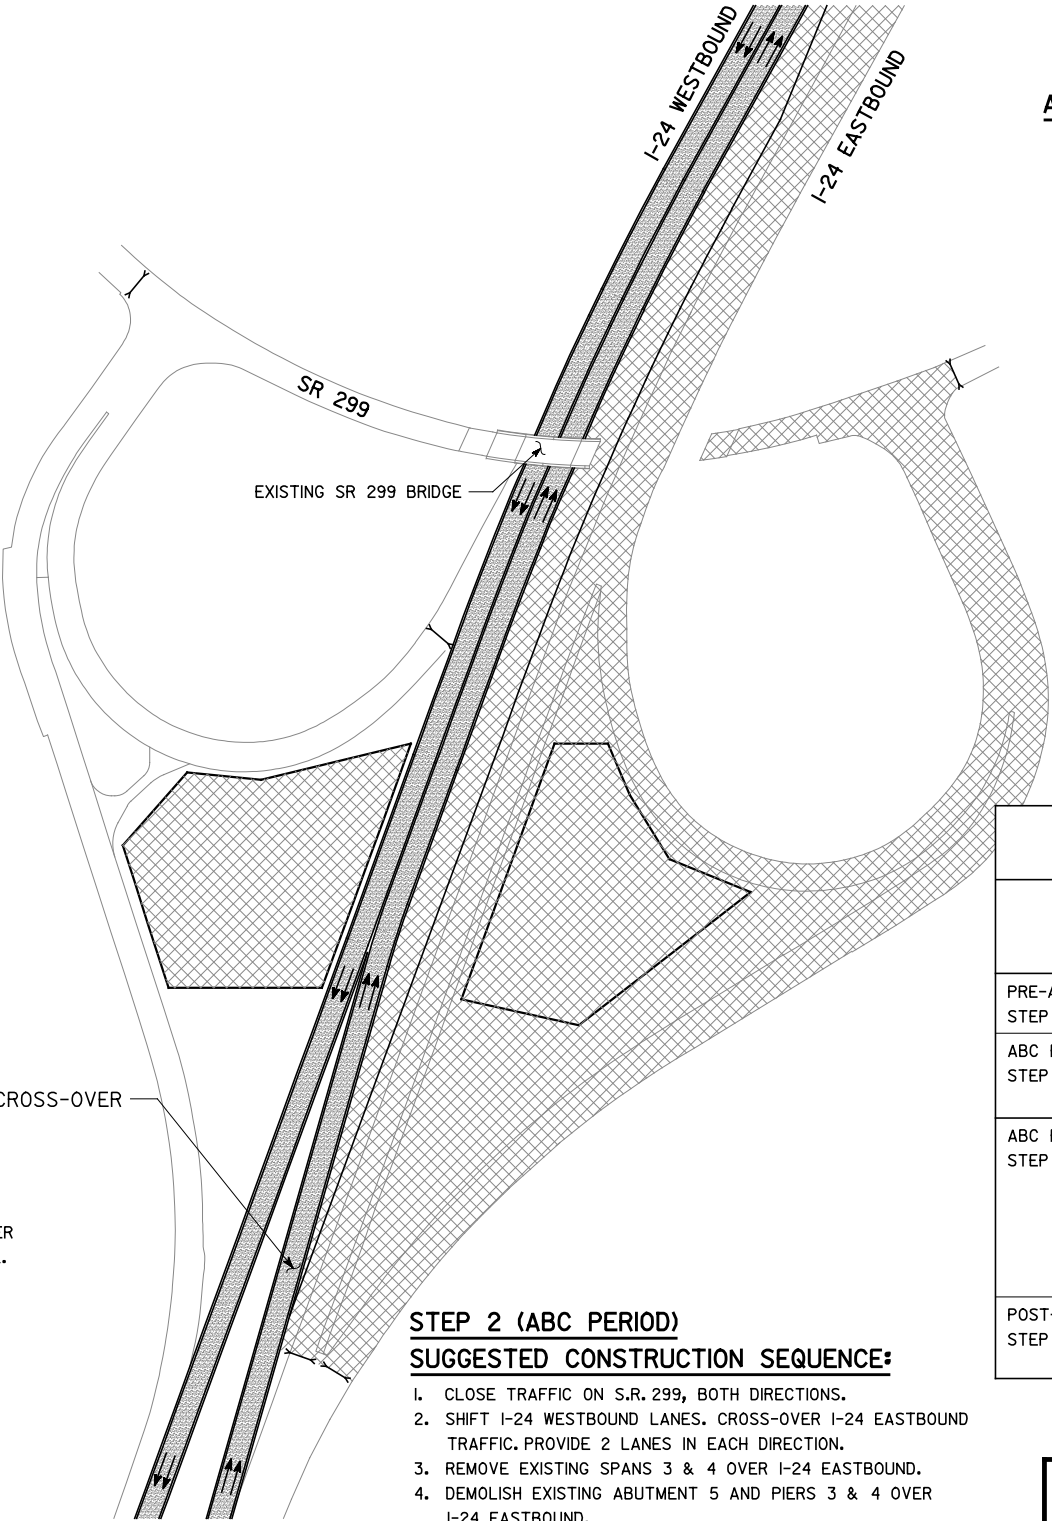 I-24 WESTBOUND
I-24 EASTBOUND
A
SR 299
EXISTING SR 299 BRIDGE
PRE-A
STEP
ABC
STEP
CROSS-OVER
ABC
STEP
ER
POST-
STEP
STEP 2 (ABC PERIOD)
SUGGESTED CONSTRUCTION SEQUENCE:
1. CLOSE TRAFFIC ON S.R. 299, BOTH DIRECTIONS.
2. SHIFT I-24 WESTBOUND LANES. CROSS-OVER I-24 EASTBOUND
TRAFFIC. PROVIDE 2 LANES IN EACH DIRECTION.
3. REMOVE EXISTING SPANS 3 & 4 OVER I-24 EASTBOUND.
4. DEMOLISH EXISTING ABUTMENT 5 AND PIERS 3 & 4 OVER
I-24 EASTBOUND.